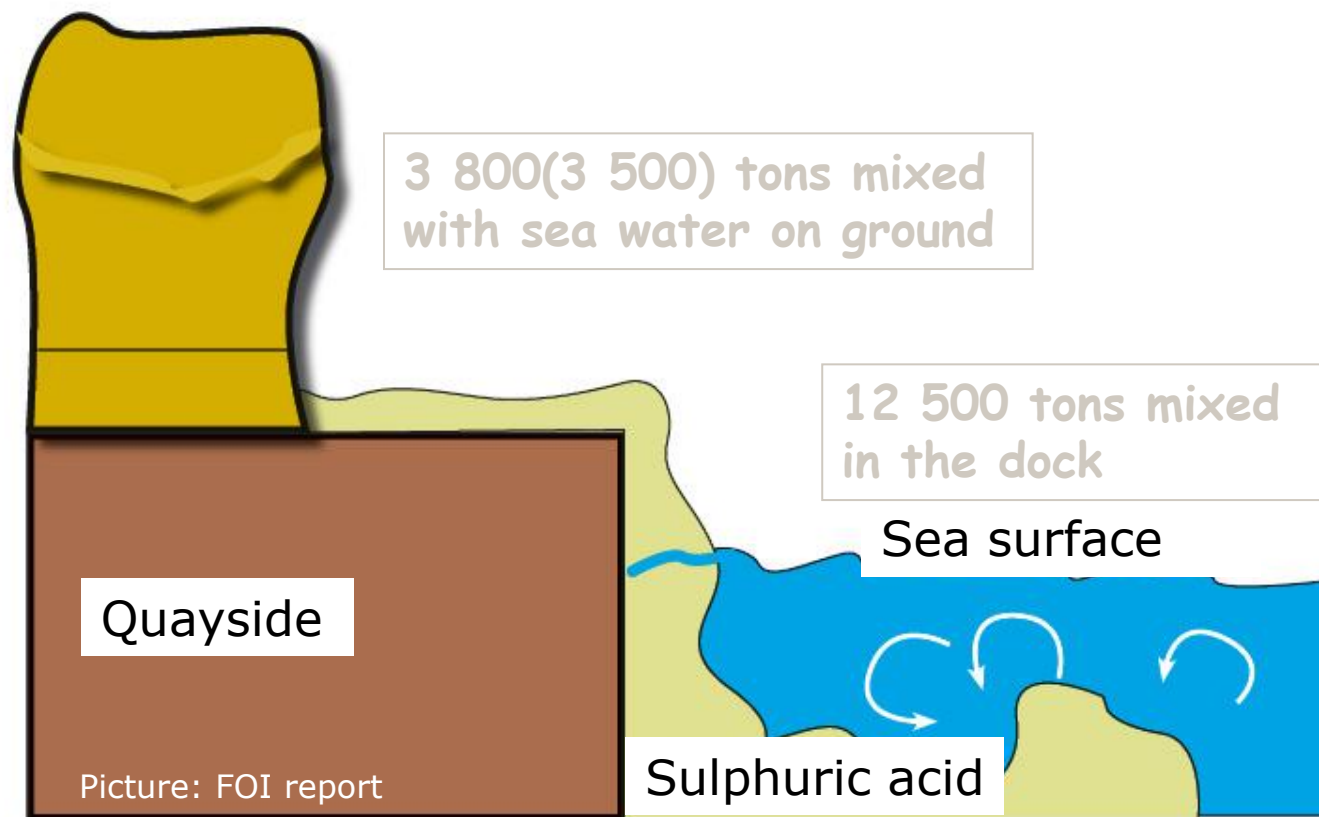 3 800(3 500) tons mixed
with sea water on ground
12 500 tons mixed
in the dock
Sea surface
Quayside
Sulphuric acid
Picture: FOI report